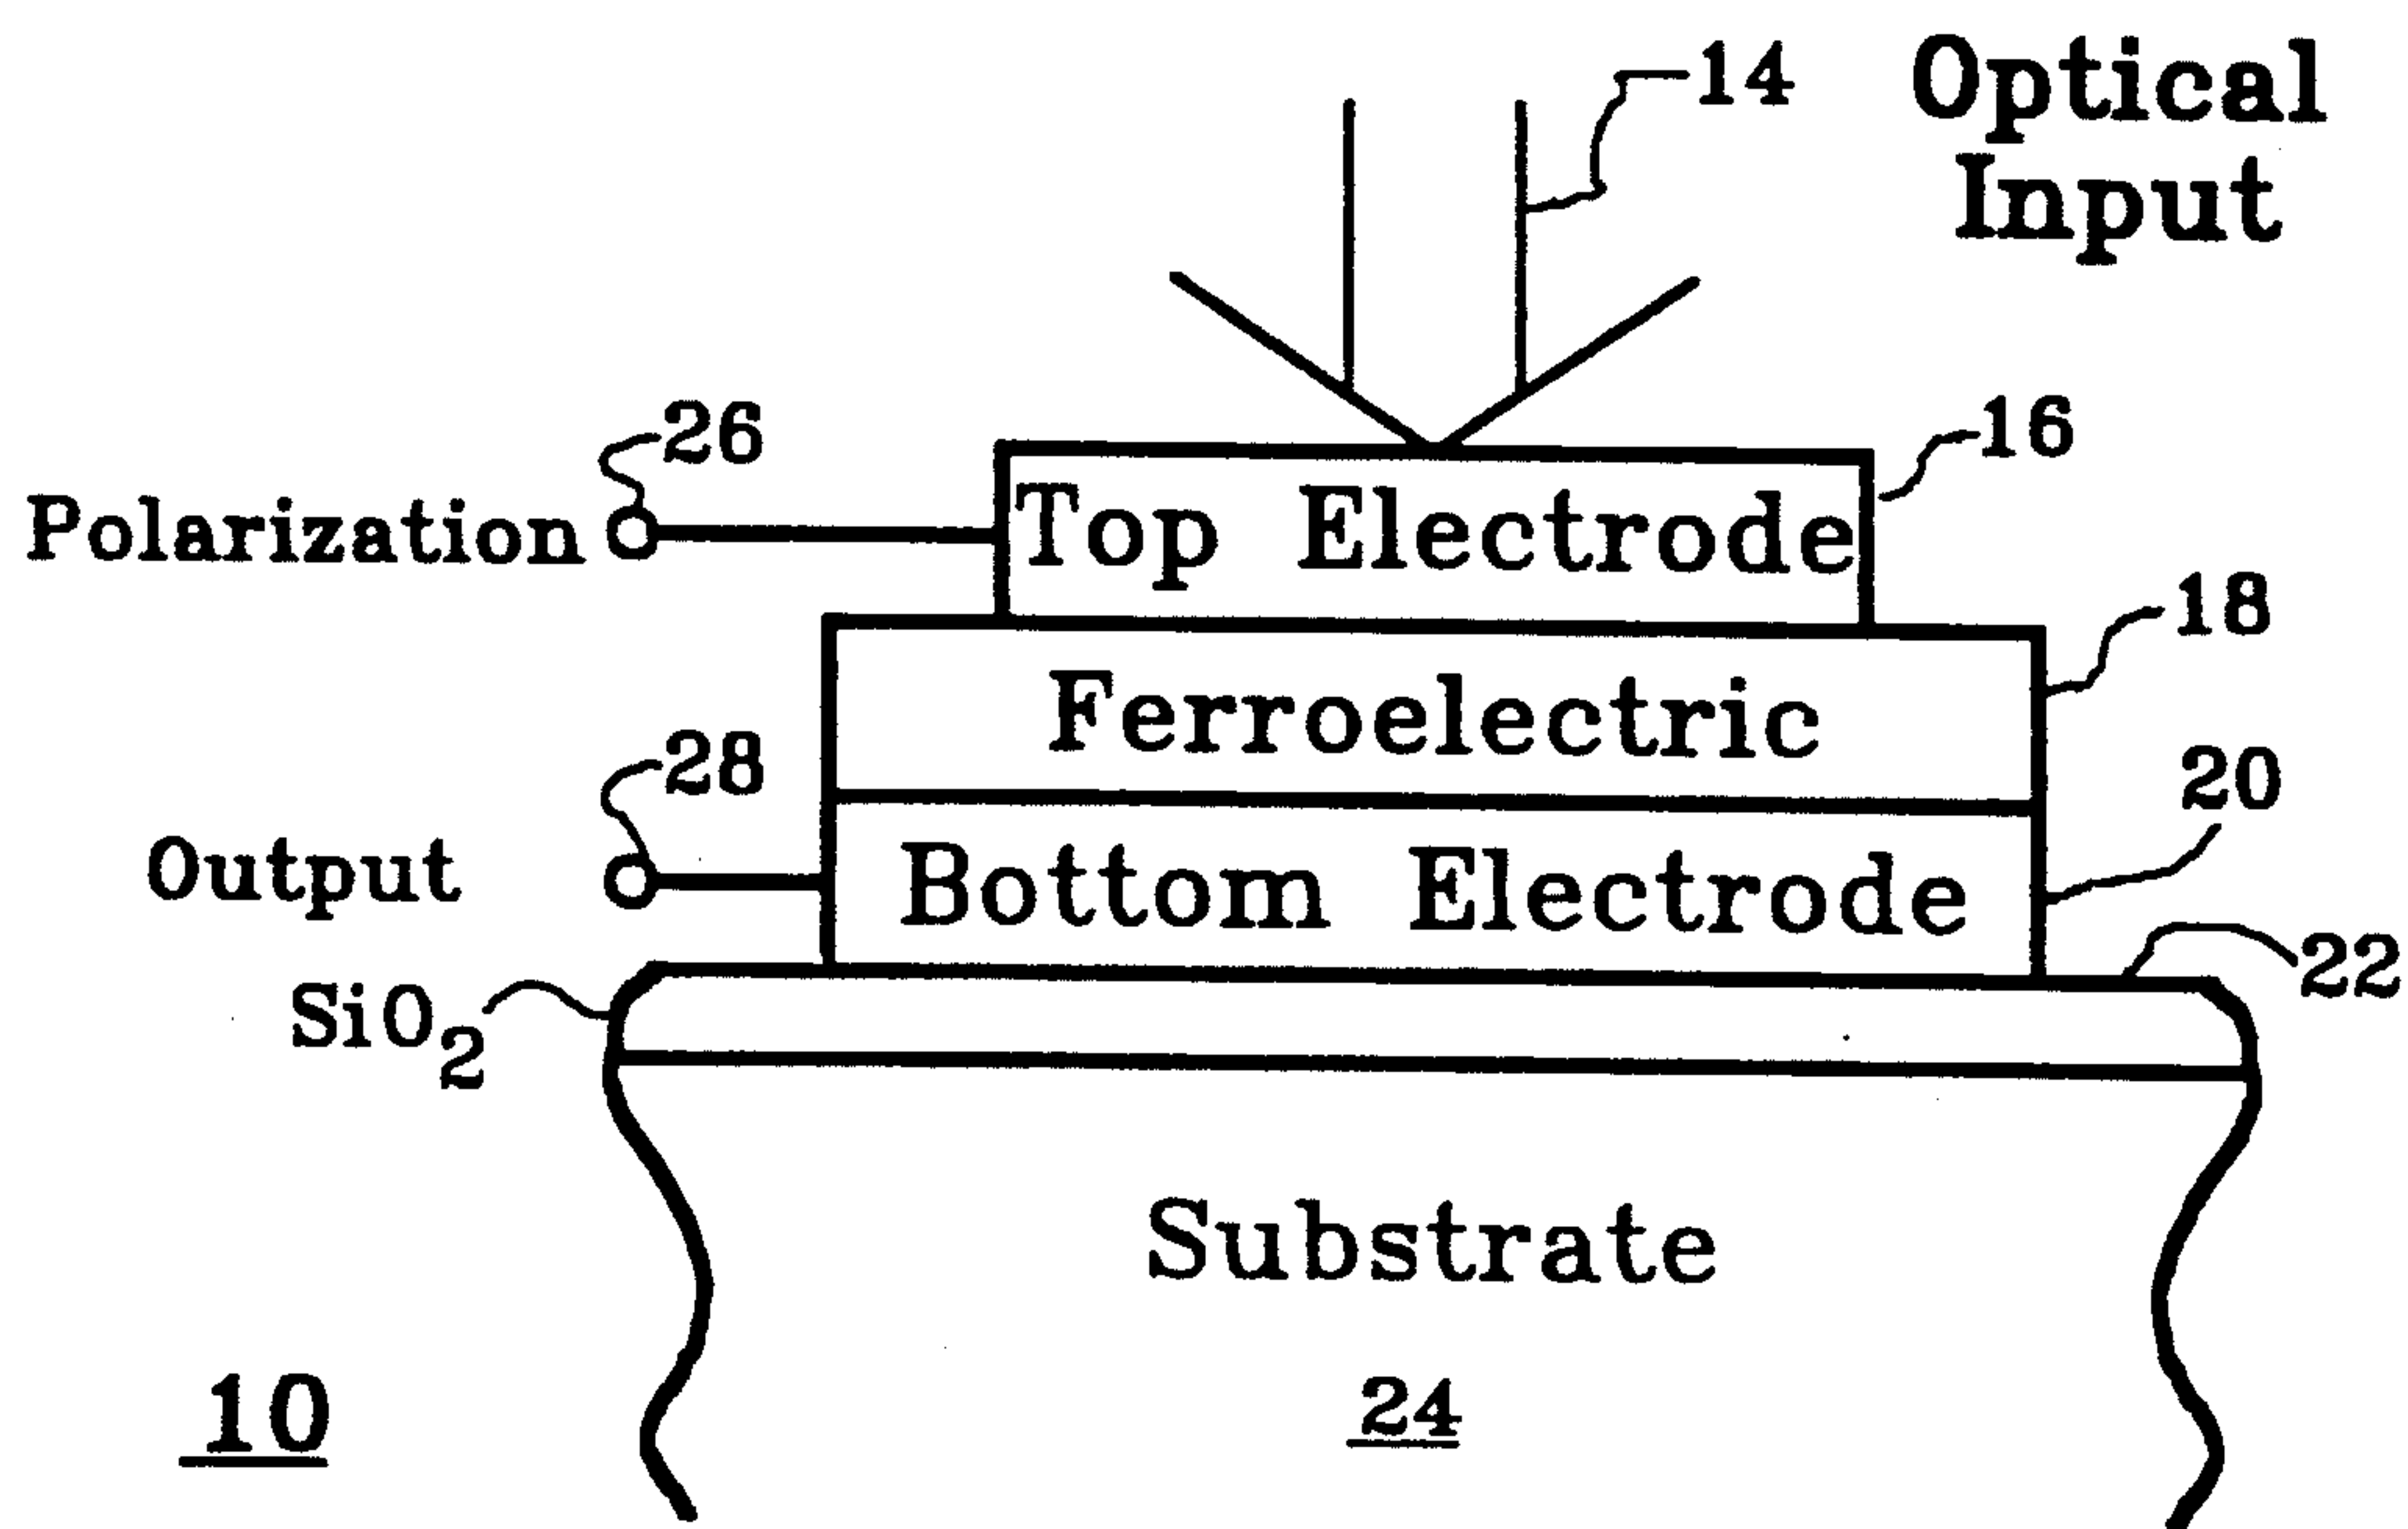 14
Optical
Input
26
16
Polarization
Top Electrode
18
Ferroelectric
28
20
Output
Bottom Electrode
22
SiO2
Substrate
10
24